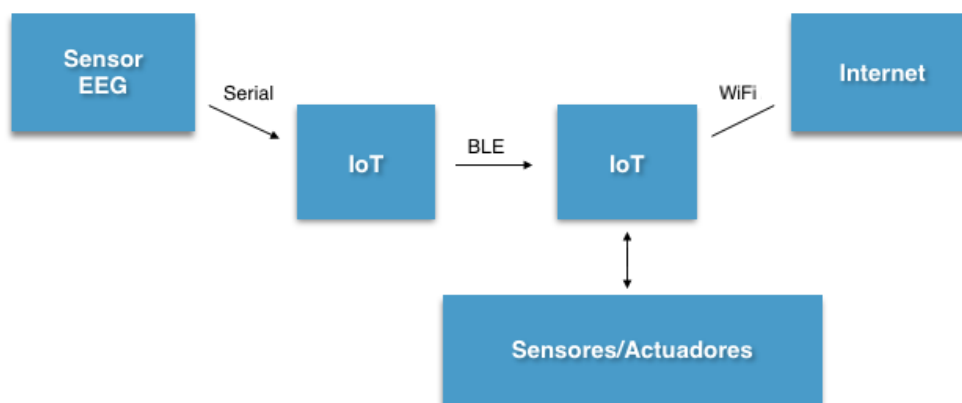 Sensor
EEG
Serial
IoT
BLE
IoT
WiFi
Internet
Sensores/Actuadores